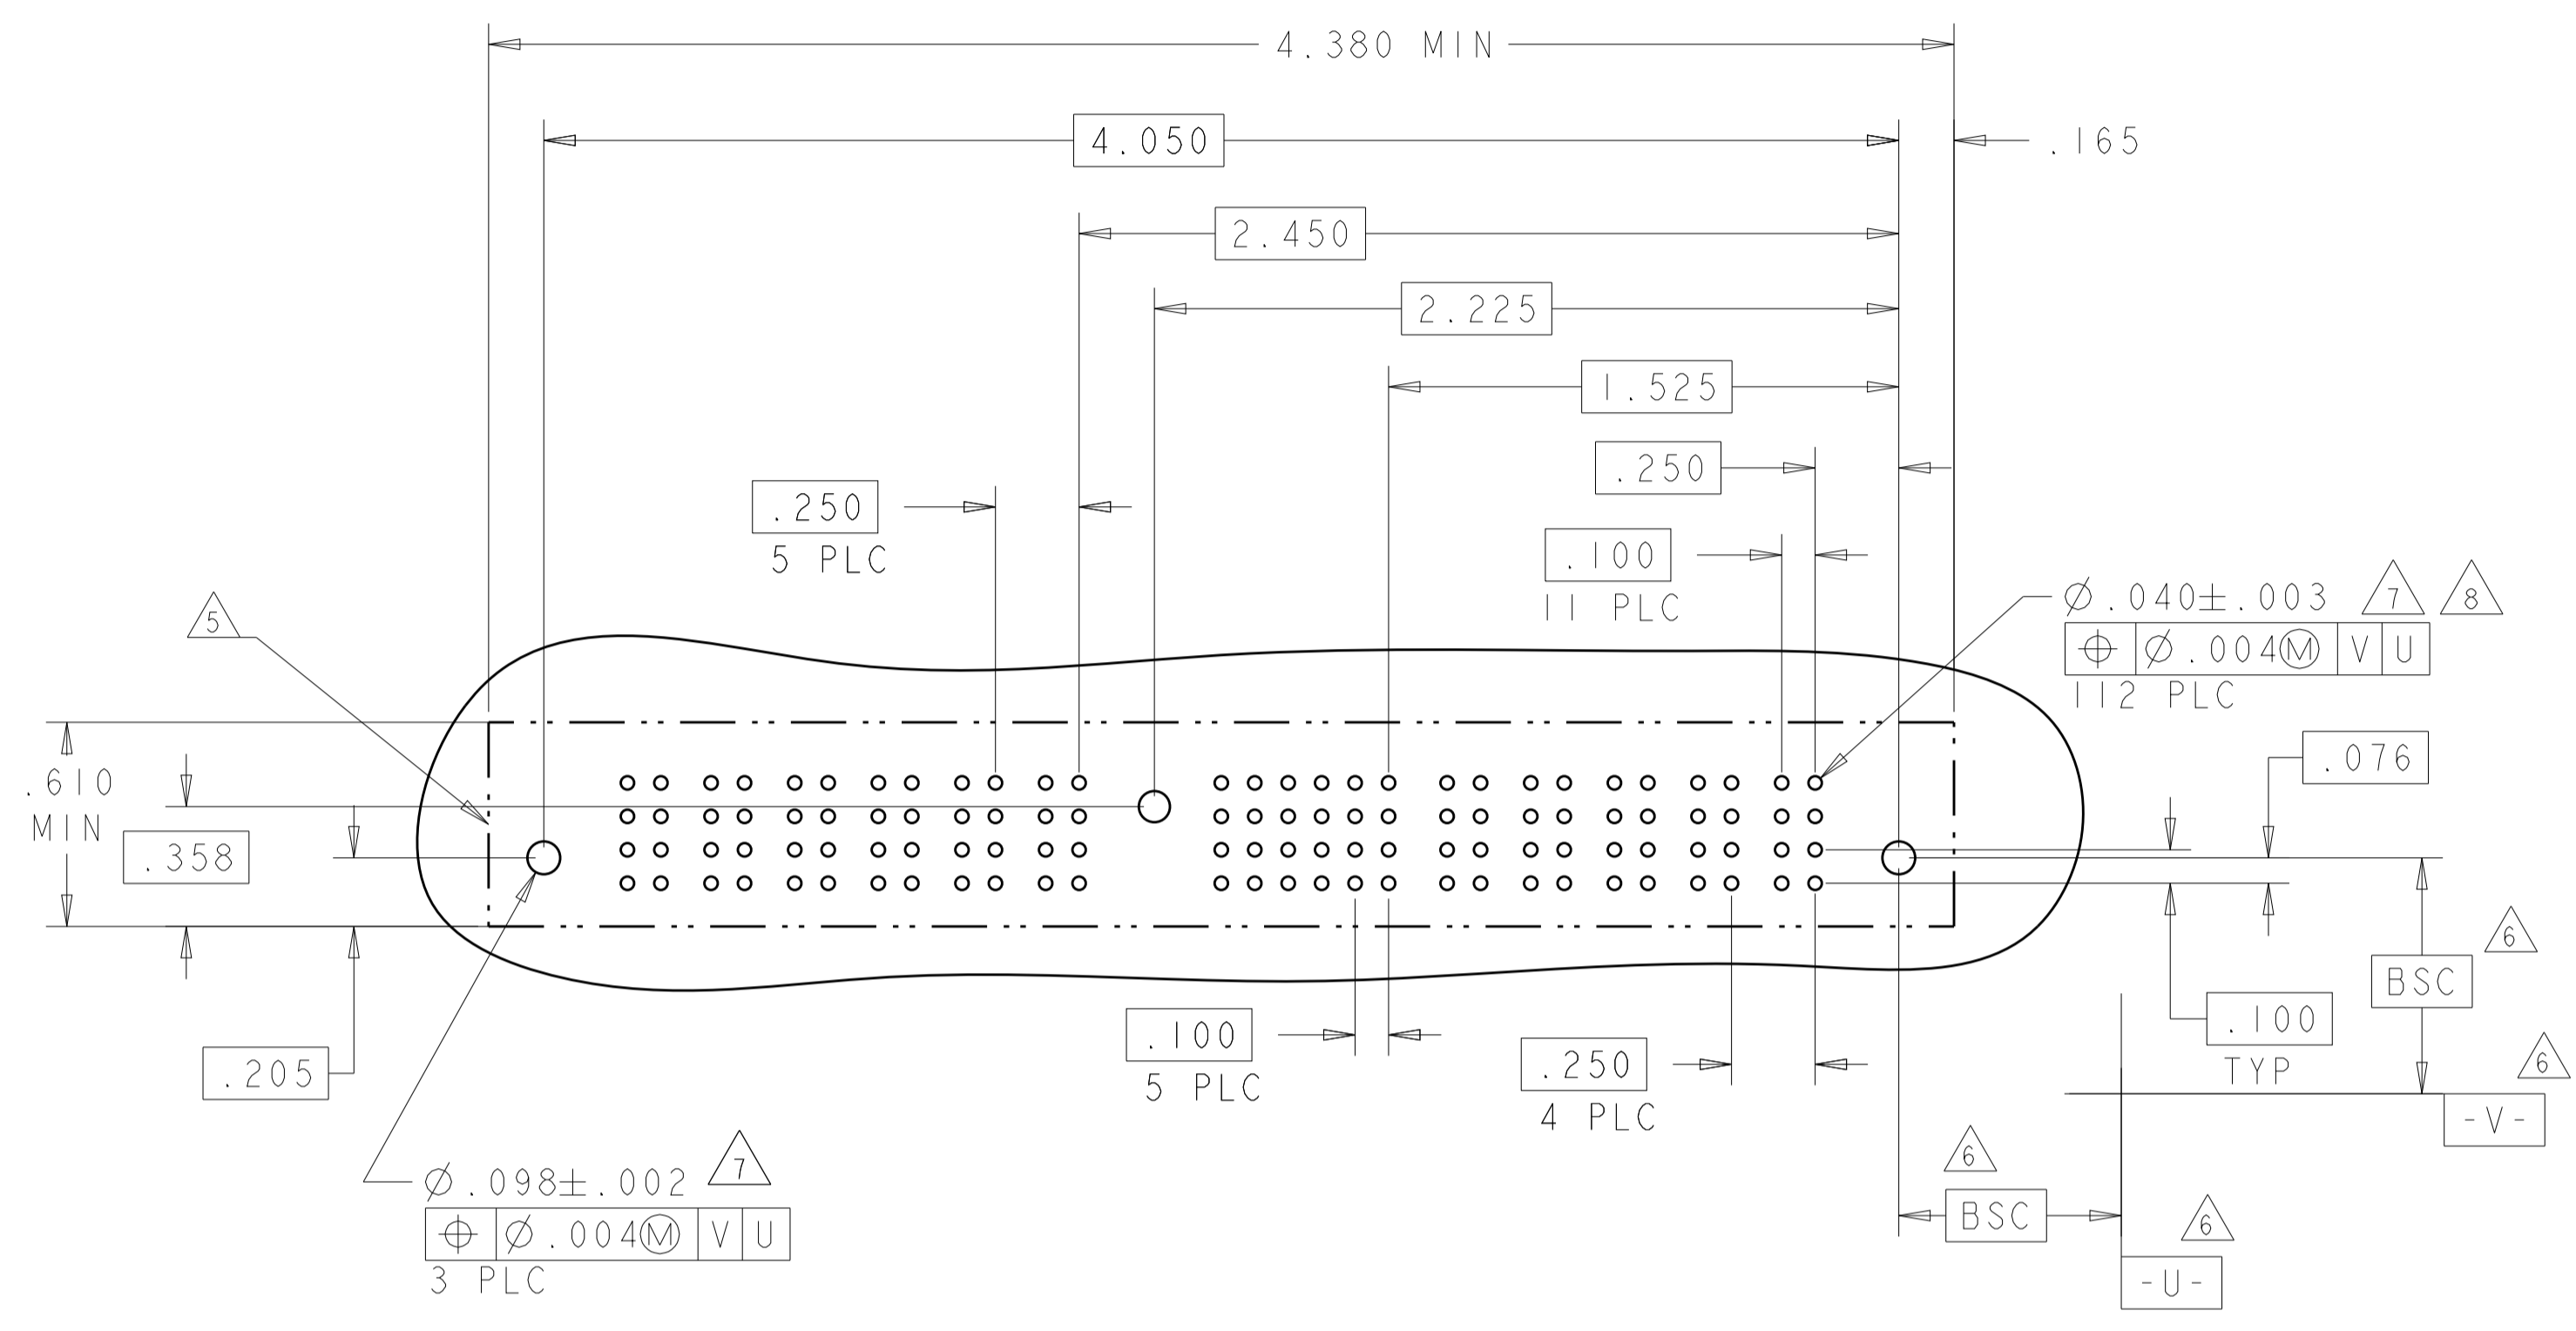 4.380 MIN
4.050
.165
2.450
2.225
1.525
.250
.250
5 PLC
.100
11 PLC
5
Ø.040±.003 7 8
⌖ Ø.004Ⓜ V U
112 PLC
.076
.610
MIN
.358
.205
6
BSC
.100
TYP
.100
5 PLC
.250
4 PLC
6
-V-
Ø.098±.002 7
⌖ Ø.004Ⓜ V U
3 PLC
6
BSC
6
-U-